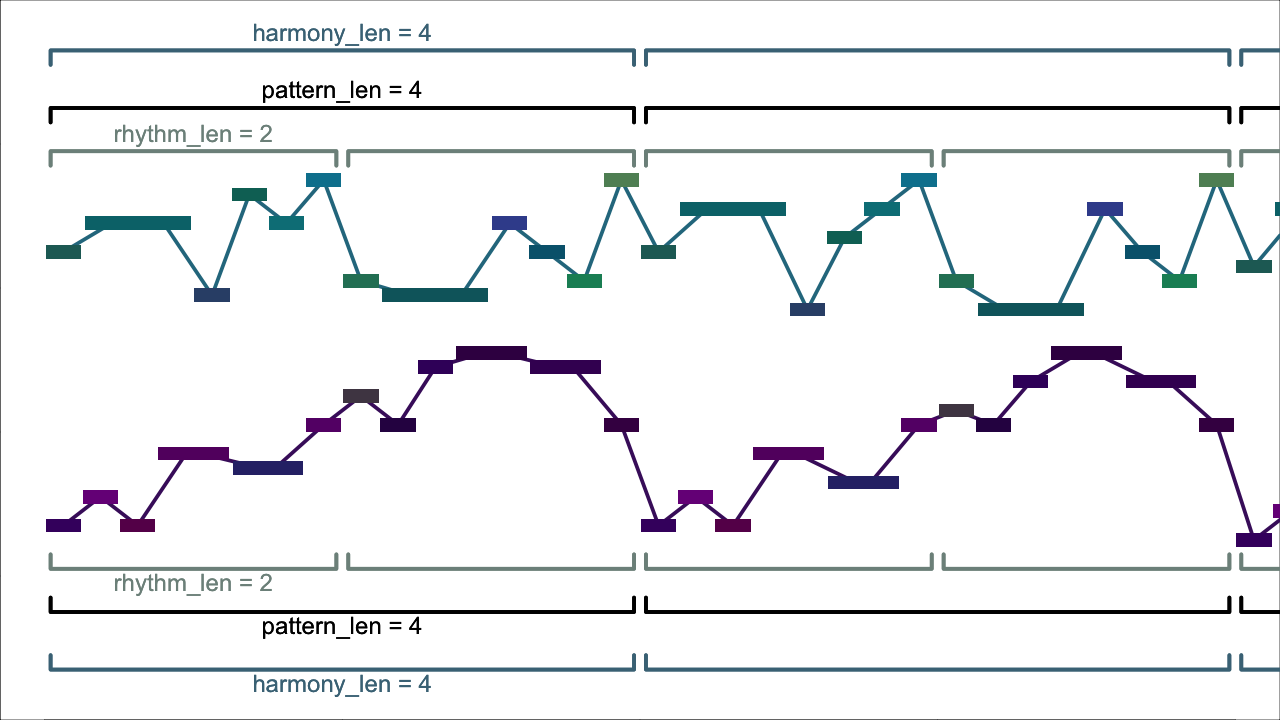 harmony_len = 4
pattern_len = 4
rhythm_len = 2
rhythm_len = 2
pattern_len = 4
harmony_len = 4